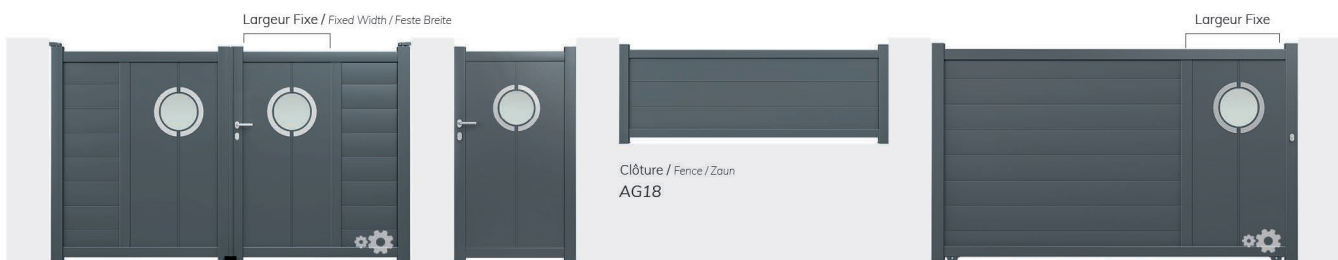 Largeur Fixe / Fixed Width / Feste Breite
Largeur Fixe
Clôture / Fence / Zaun
AG18